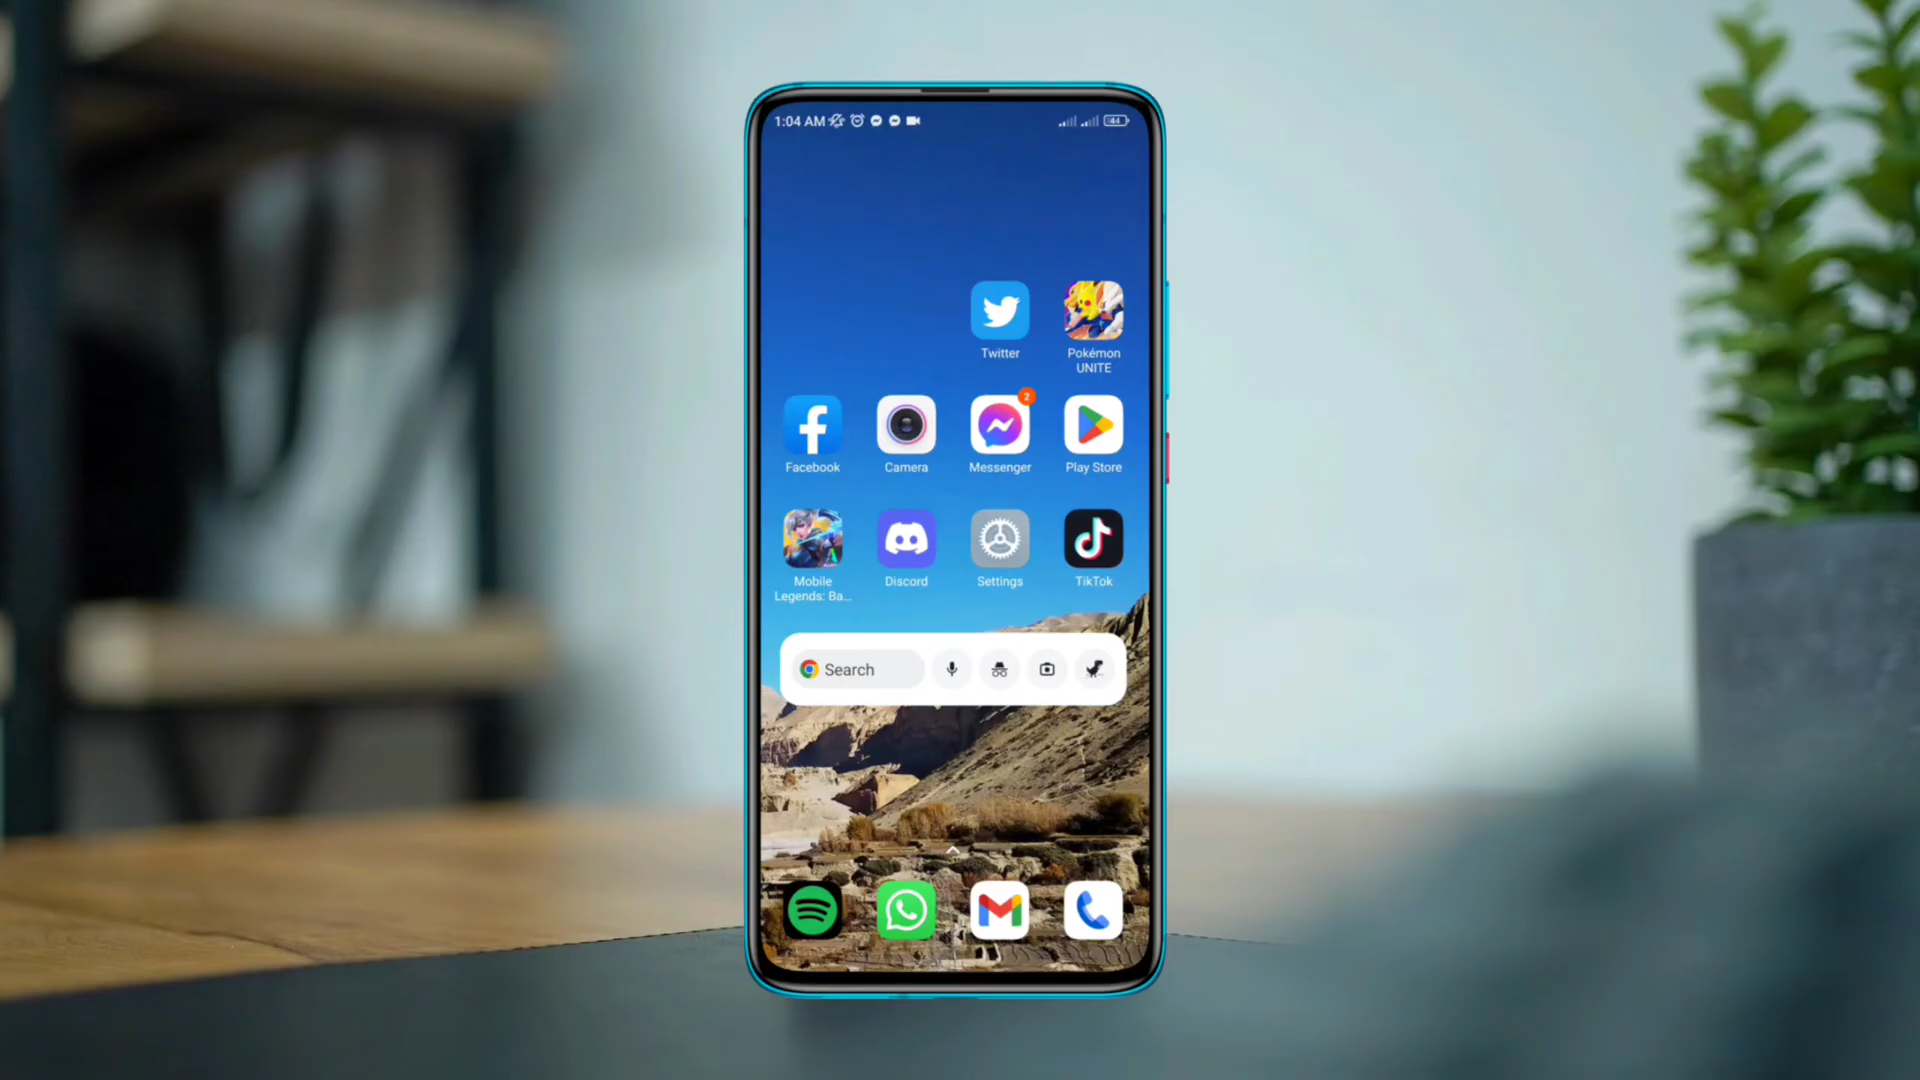 1:04 AM
44
Twitter
Pokémon
UNITE
2
Facebook
Camera
Messenger
Play Store
Mobile
Legends: Ba...
Discord
Settings
TikTok
Search